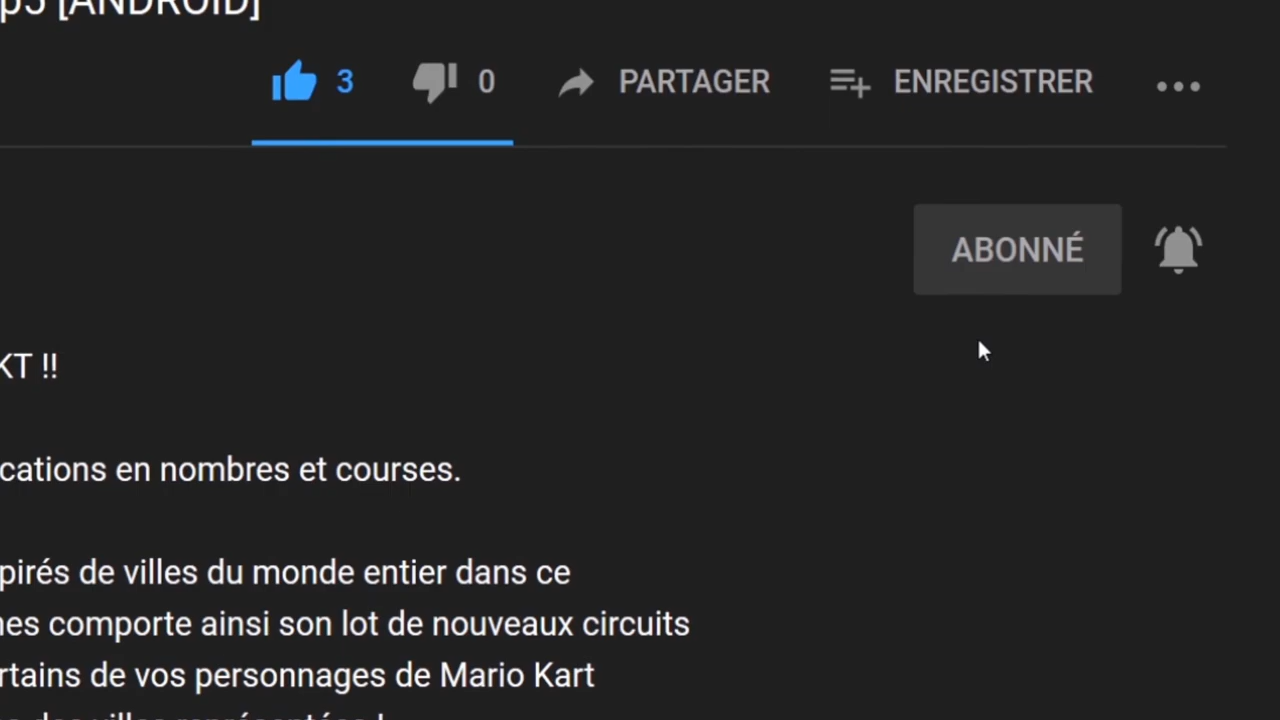 [ANDROID]
3 0 PARTAGER ENREGISTRER
ABONNÉ
KT !!
cations en nombres et courses.
pirés de villes du monde entier dans ce
nes comporte ainsi son lot de nouveaux circuits
rtains de vos personnages de Mario Kart